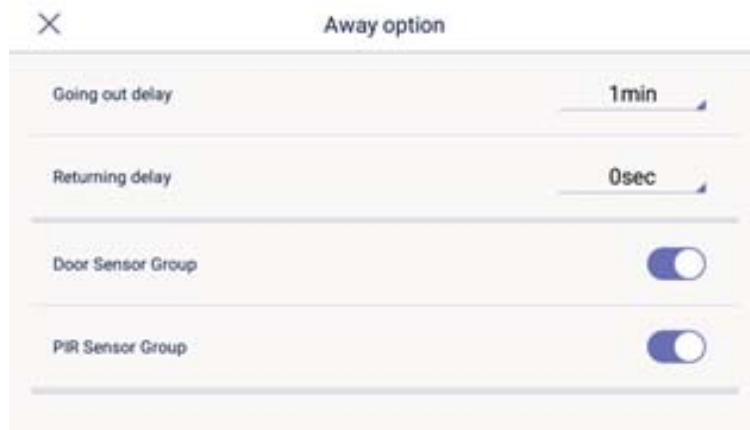 Away option
Going out delay
1min
Returning delay
0sec
Door Sensor Group
PIR Sensor Group